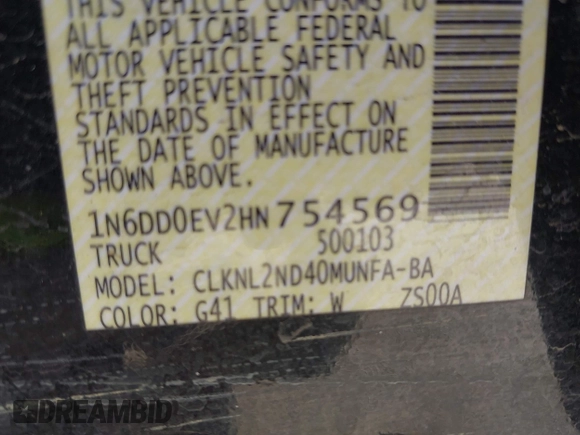 THIS VEHICLE CONFORMS TO
ALL APPLICABLE FEDERAL
MOTOR VEHICLE SAFETY AND
THEFT PREVENTION
STANDARDS IN EFFECT ON
THE DATE OF MANUFACTURE
SHOWN ABOVE.
1N6DD0EV2HN754569
TRUCK 500103
MODEL: CLKNL2ND40MUNFA-BA
COLOR: G41 TRIM: W ZS00A
DREAMBID